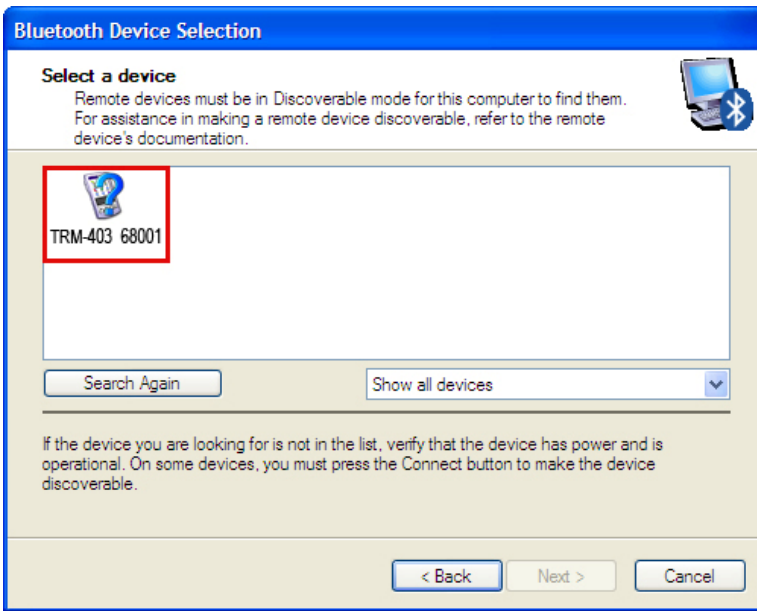 Bluetooth Device Selection
Select a device
Remote devices must be in Discoverable mode for this computer to find them.
For assistance in making a remote device discoverable, refer to the remote
device's documentation.
TRM-403 68001
Search Again
Show all devices
If the device you are looking for is not in the list, verify that the device has power and is
operational. On some devices, you must press the Connect button to make the device
discoverable.
< Back
Next >
Cancel